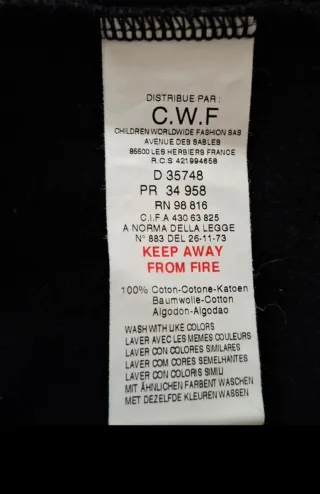 DISTRIBUE PAR :
C.W.F
CHILDREN WORLDWIDE FASHION SAS
AVENUE DES SABLES
85500 LES HERBIERS FRANCE
R.C.S 421994658
D 35748
PR 34 958
RN 98 816
C.I.F A 430 63 825
A NORMA DELLA LEGGE
N° 883 DEL 26-11-73
KEEP AWAY
FROM FIRE
100% Coton-Cotone-Katoen
Baumwolle-Cotton
Algodon-Algodao
WASH WITH LIKE COLORS
LAVER AVEC LES MEMES COULEURS
LAVER CON COLORES SIMILARES
LAVER COM CORES SEMELHANTES
LAVER CON COLORIS SIMILI
MIT ÄHNLICHEN FARBENT WASCHEN
MET DEZELFDE KLEUREN WASSEN